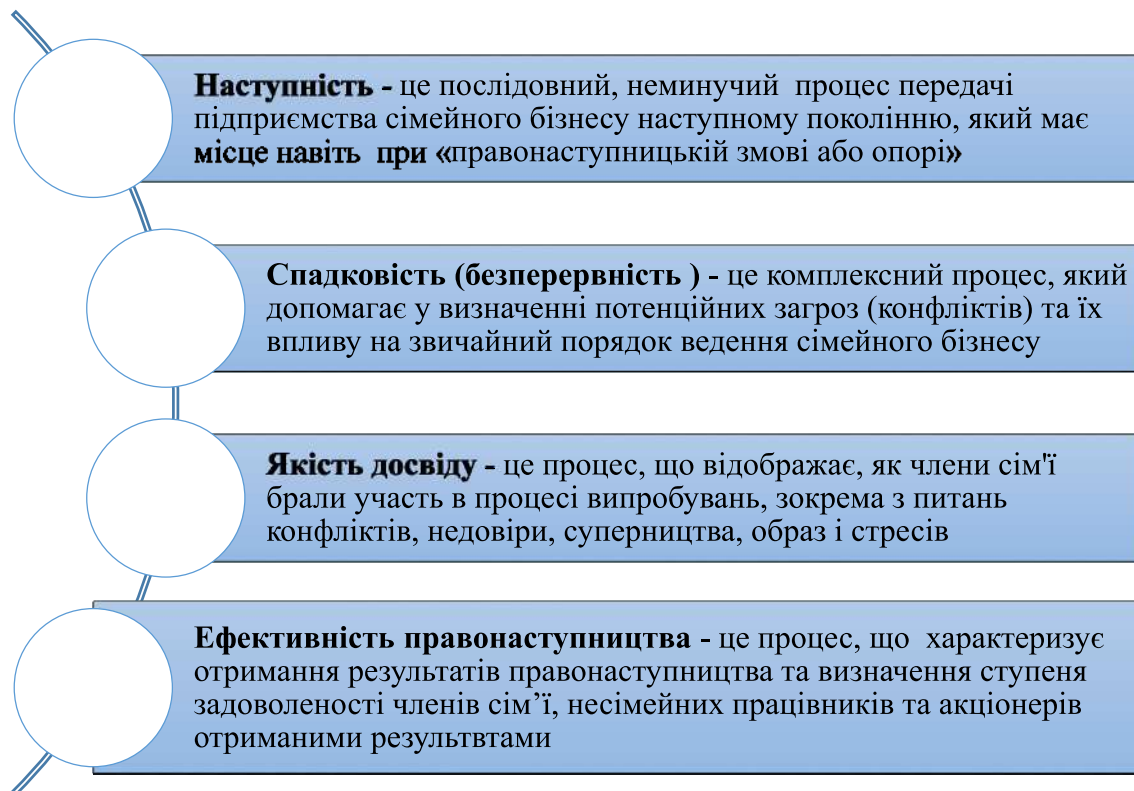 Наступність - це послідовний, неминучий процес передачі
підприємства сімейного бізнесу наступному поколінню, який має
місце навіть при «правонаступницькій змові або опорі»
Спадковість (безперервність ) - це комплексний процес, який
допомагає у визначенні потенційних загроз (конфліктів) та їх
впливу на звичайний порядок ведення сімейного бізнесу
Якість досвіду - це процес, що відображає, як члени сім'ї
брали участь в процесі випробувань, зокрема з питань
конфліктів, недовіри, суперництва, образ і стресів
Ефективність правонаступництва - це процес, що характеризує
отримання результатів правонаступництва та визначення ступеня
задоволеності членів сім’ї, несімейних працівників та акціонерів
отриманими результвтами